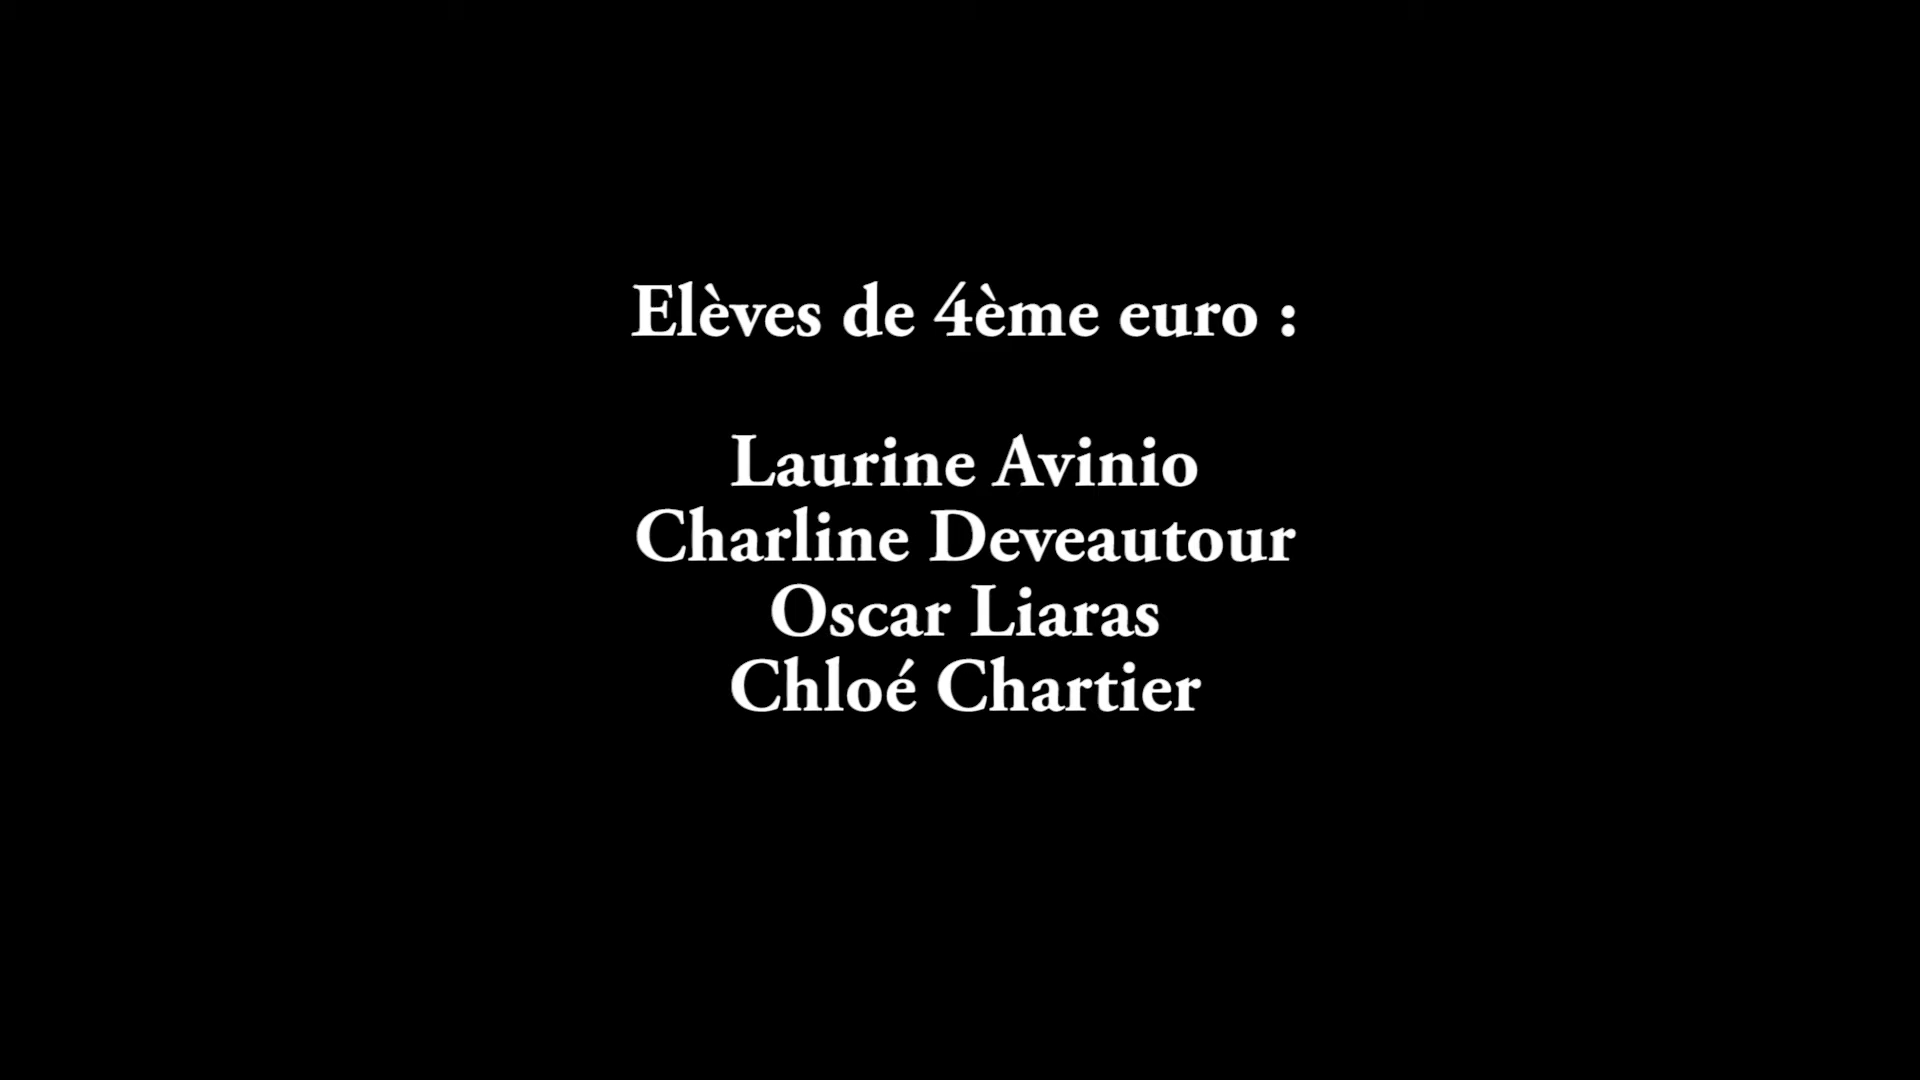 Elèves de 4ème euro :
Laurine Avinio
Charline Deveautour
Oscar Liaras
Chloé Chartier